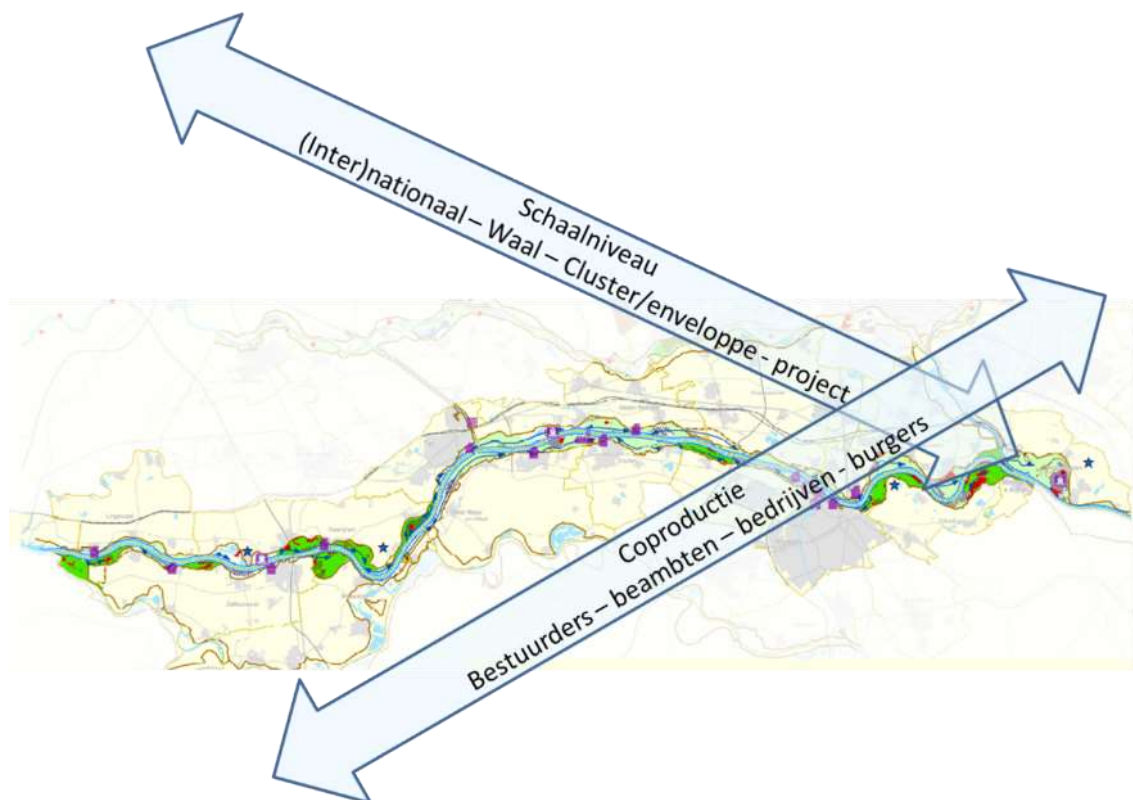 Schaalniveau
(Inter)nationaal – Waal – Cluster/enveloppe - project
Coproductie
Bestuurders – beambten – bedrijven - burgers